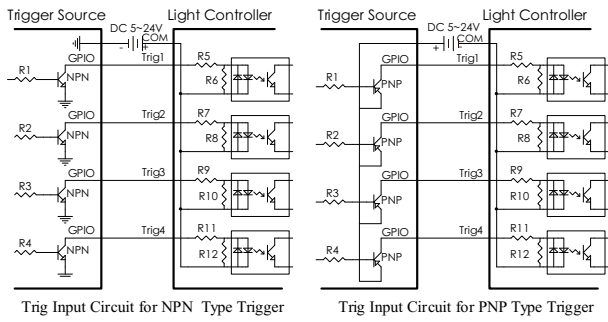 Trigger Source Light Controller
DC 5~24V
- + COM
GPIO Trig1 R5
R1 NPN R6
GPIO Trig2 R7
R2 NPN R8
GPIO Trig3 R9
R3 NPN R10
GPIO Trig4 R11
R4 NPN R12
Trig Input Circuit for NPN Type Trigger
Trigger Source Light Controller
DC 5~24V
+ - COM
GPIO Trig1 R5
R1 PNP R6
GPIO Trig2 R7
R2 PNP R8
GPIO Trig3 R9
R3 PNP R10
GPIO Trig4 R11
R4 PNP R12
Trig Input Circuit for PNP Type Trigger